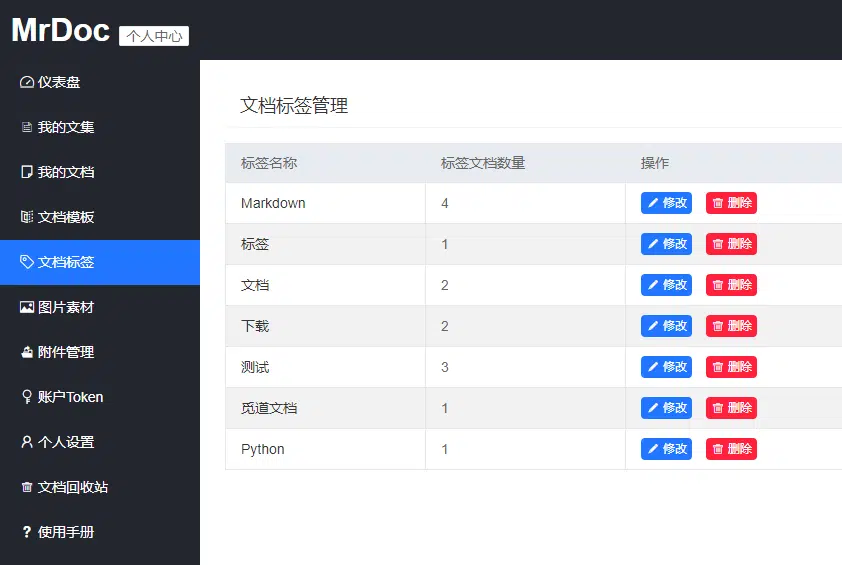 MrDoc 个人中心
仪表盘
我的文集
我的文档
文档模板
文档标签
图片素材
附件管理
账户Token
个人设置
文档回收站
? 使用手册
文档标签管理
标签名称 标签文档数量 操作
Markdown 4 修改 删除
标签 1 修改 删除
文档 2 修改 删除
下载 2 修改 删除
测试 3 修改 删除
觅道文档 1 修改 删除
Python 1 修改 删除